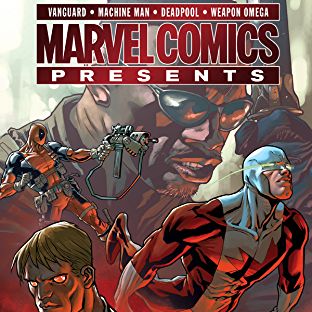 VANGUARD • MACHINE MAN • DEADPOOL • WEAPON OMEGA
MARVEL COMICS
PRESENTS